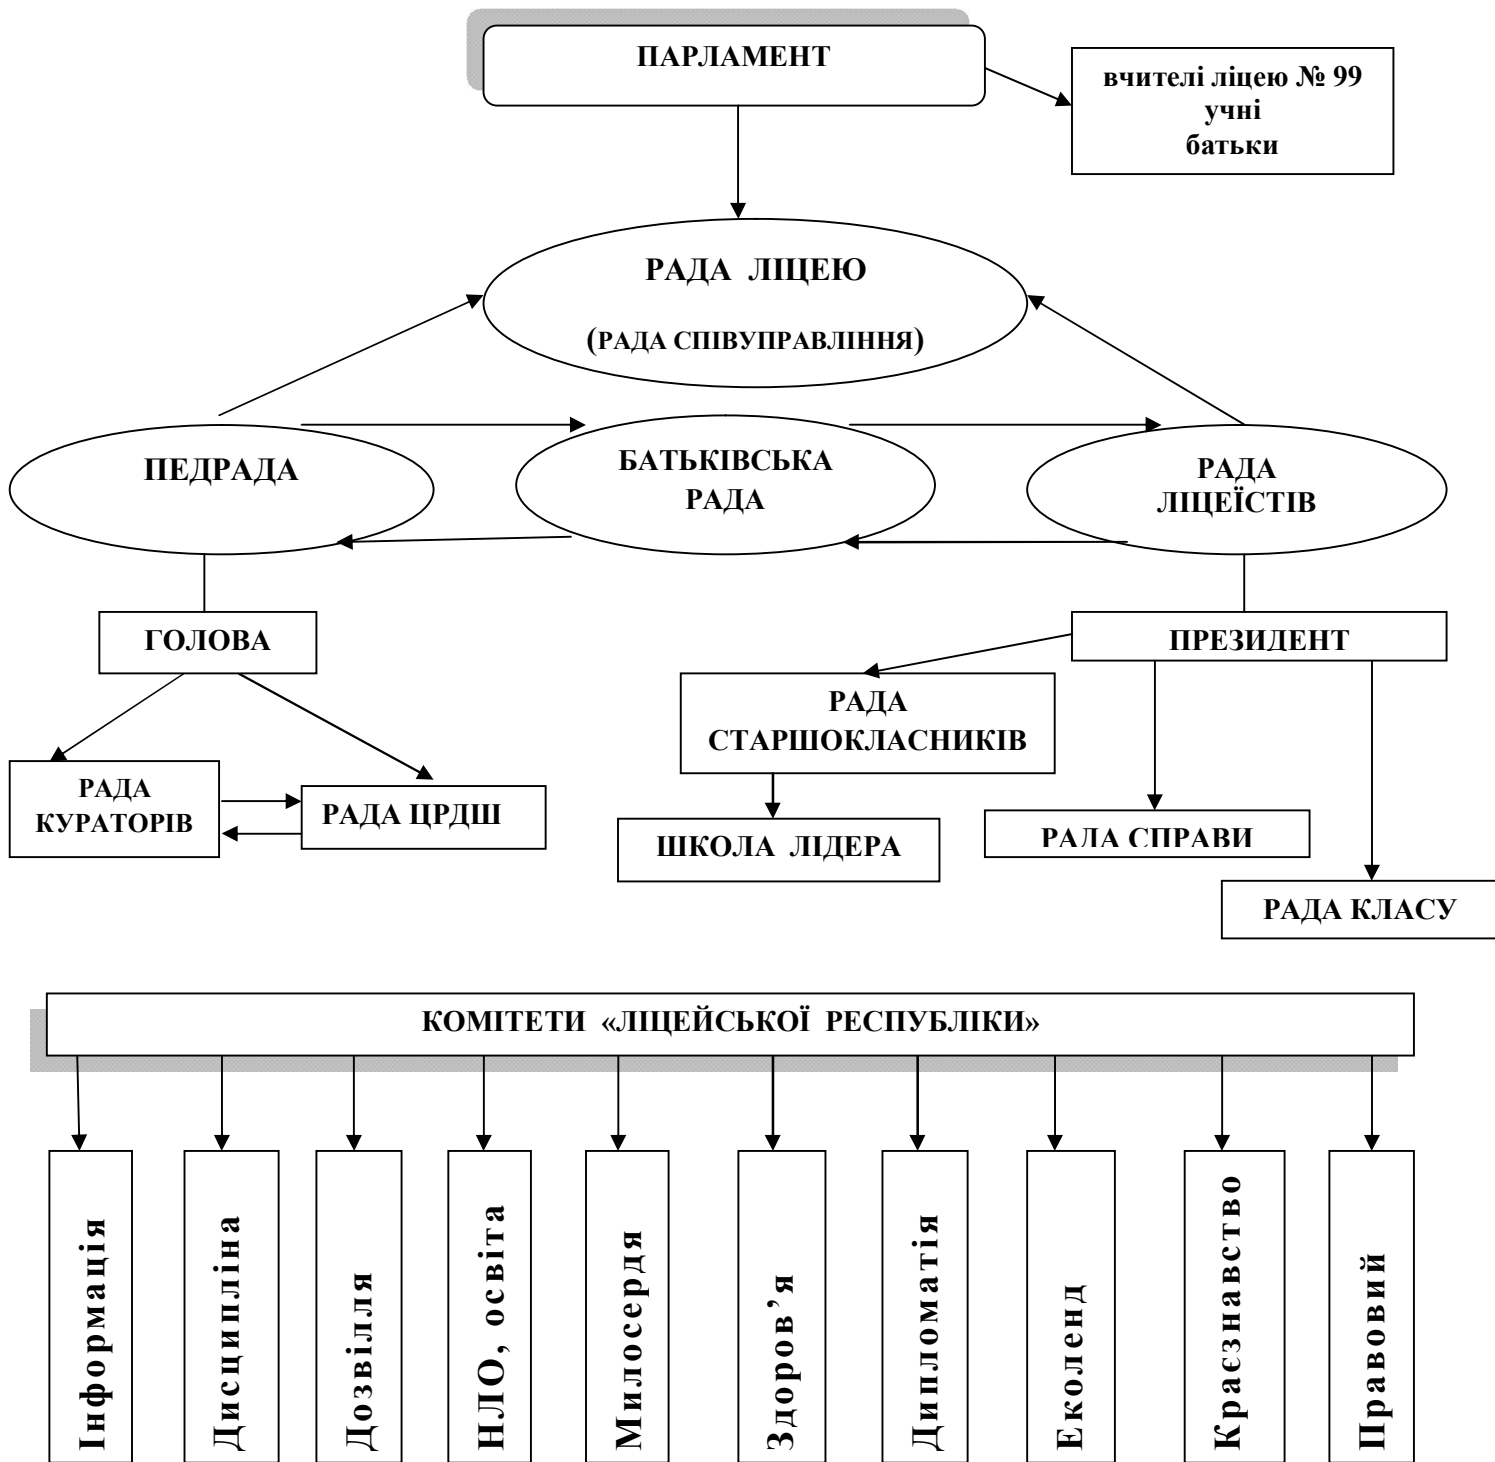 ПАРЛАМЕНТ
вчителі ліцею № 99
учні
батьки
РАДА ЛІЦЕЮ
(РАДА СПІВУПРАВЛІННЯ)
ПЕДРАДА
БАТЬКІВСЬКА
РАДА
РАДА
ЛІЦЕЇСТІВ
ГОЛОВА
ПРЕЗИДЕНТ
РАДА
СТАРШОКЛАСНИКІВ
РАДА
КУРАТОРІВ
РАДА ЦРДШ
ШКОЛА ЛІДЕРА
РАДА СПРАВИ
РАДА КЛАСУ
КОМІТЕТИ «ЛІЦЕЙСЬКОЇ РЕСПУБЛІКИ»
Інформація
Дисципліна
Дозвілля
НЛО, освіта
Милосердя
Здоров’я
Дипломатія
Еколенд
Краєзнавство
Правовий